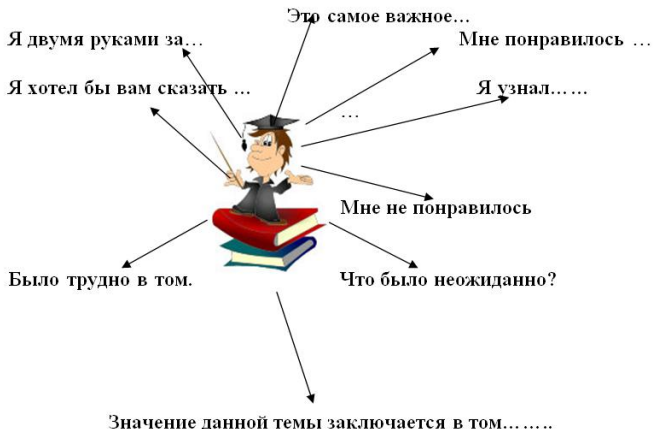 Это самое важное…
Я двумя руками за…
Мне понравилось …
Я хотел бы вам сказать …
Я узнал……
…
Мне не понравилось
Было трудно в том.
Что было неожиданно?
Значение данной темы заключается в том……..